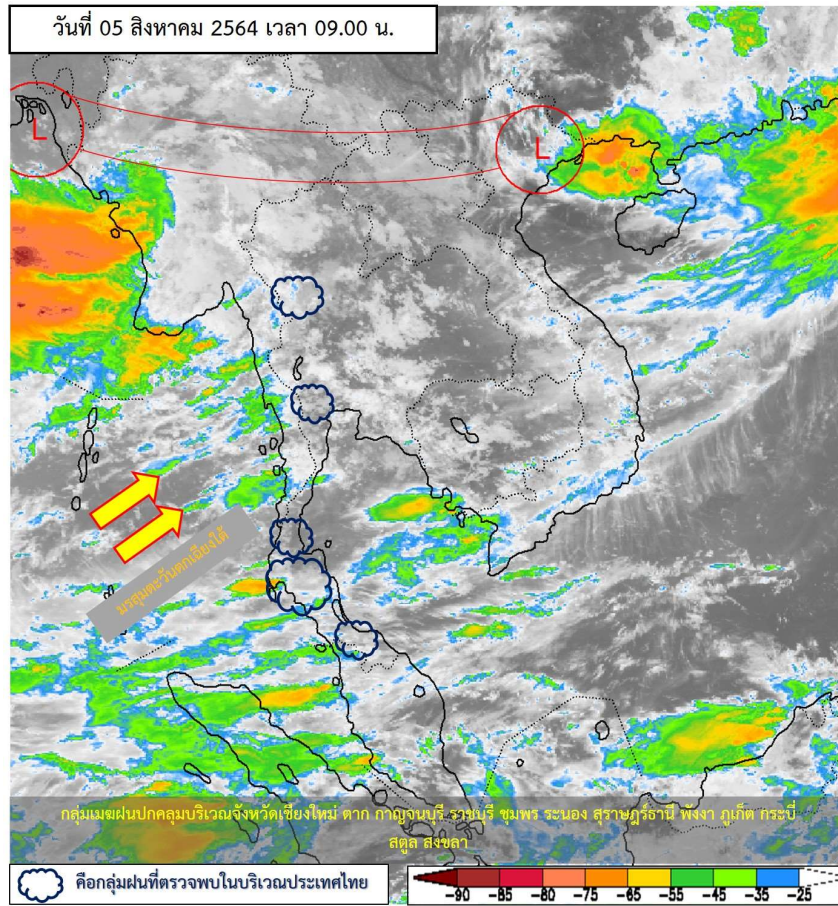 วันที่ 05 สิงหาคม 2564 เวลา 09.00 น.
L
L
มรสุมตะวันตกเฉียงใต้
กลุ่มเมฆฝนปกคลุมบริเวณจังหวัดเชียงใหม่ ตาก กาญจนบุรี ราชบุรี ชุมพร ระนอง สุราษฎร์ธานี พังงา ภูเก็ต กระบี่
สตูล สงขลา
คือกลุ่มฝนที่ตรวจพบในบริเวณประเทศไทย
-90 -85 -80 -75 -65 -55 -45 -35 -25